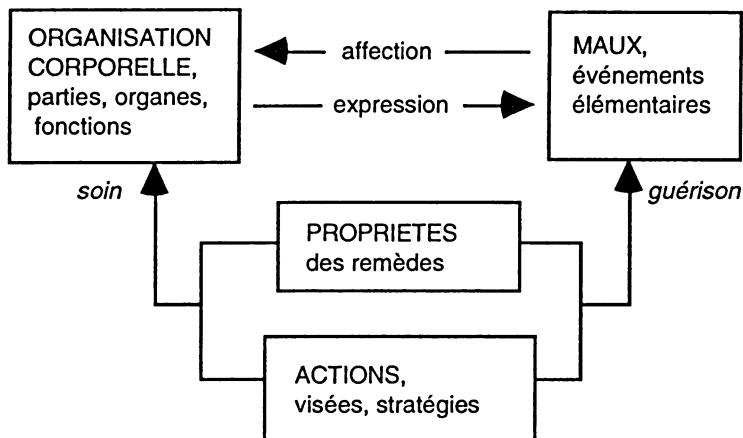 ORGANISATION
CORPORELLE,
parties, organes,
fonctions
affection
expression
MAUX,
événements
élémentaires
soin
guérison
PROPRIETES
des remèdes
ACTIONS,
visées, stratégies